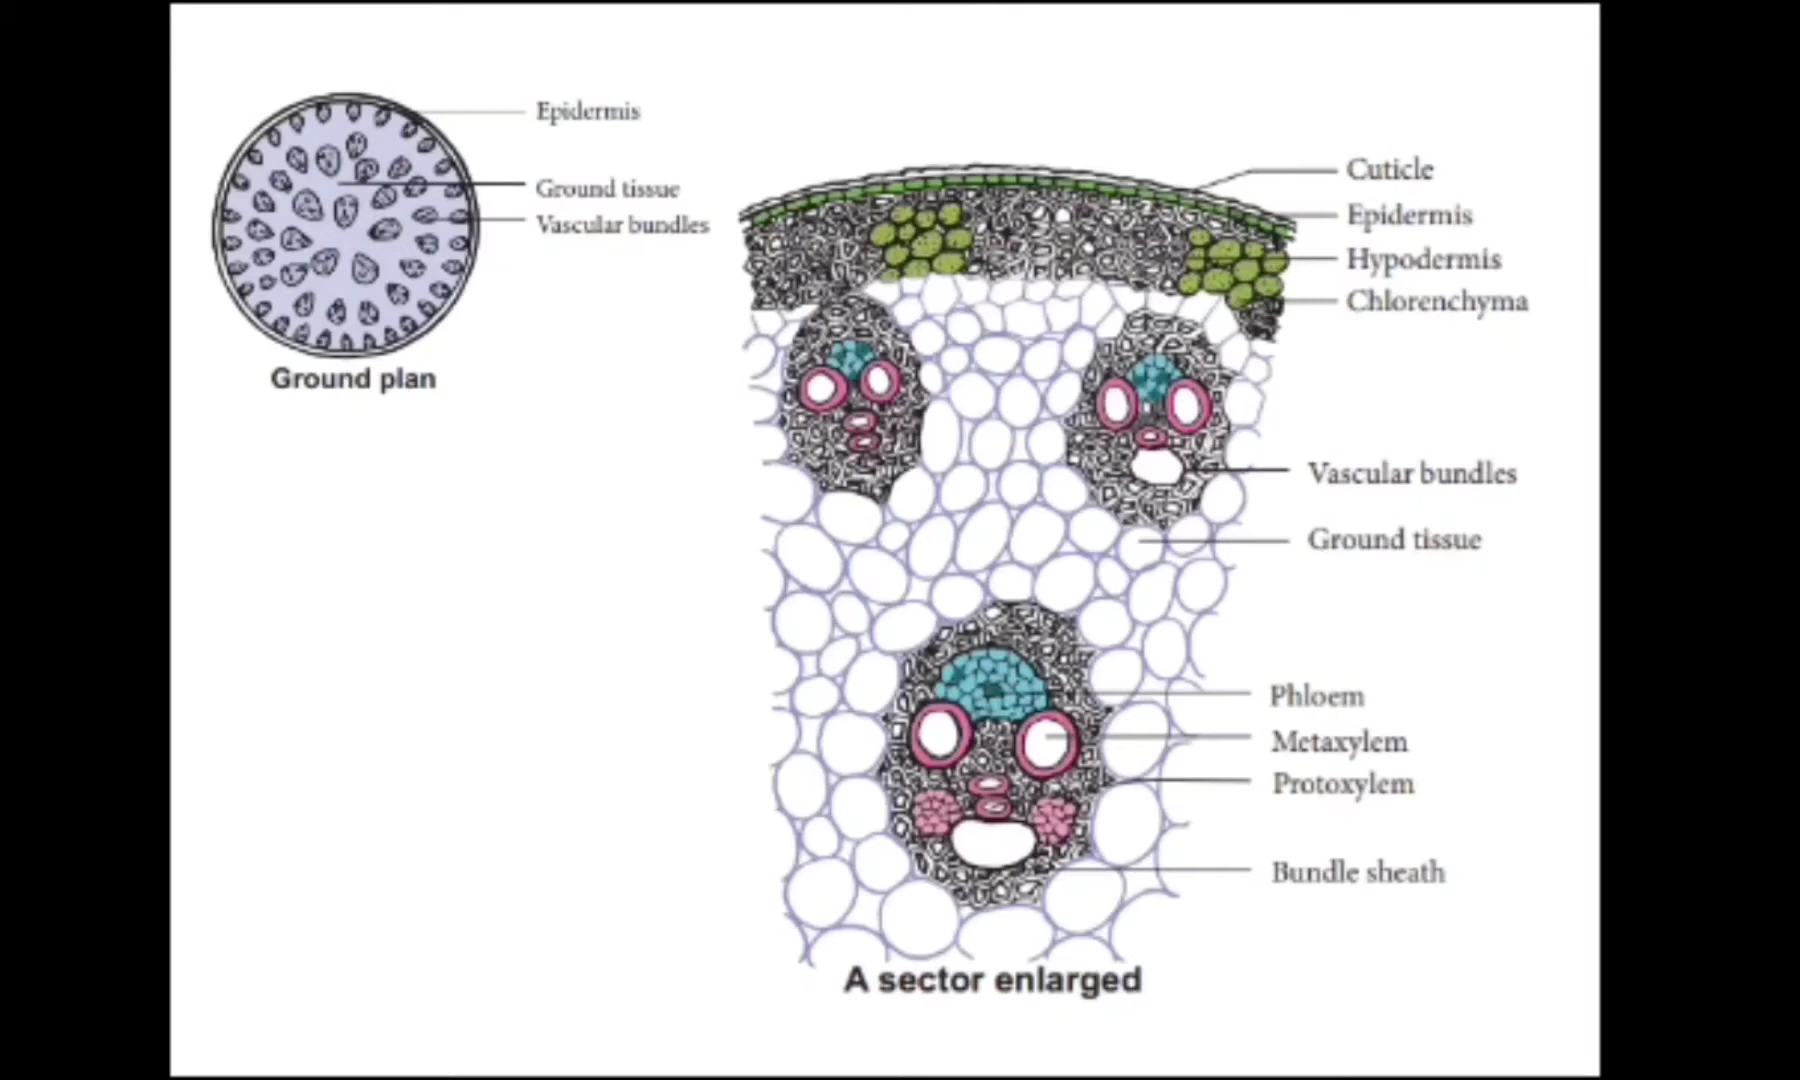 Epidermis
Ground tissue
Vascular bundles
Ground plan
Cuticle
Epidermis
Hypodermis
Chlorenchyma
Vascular bundles
Ground tissue
Phloem
Metaxylem
Protoxylem
Bundle sheath
A sector enlarged